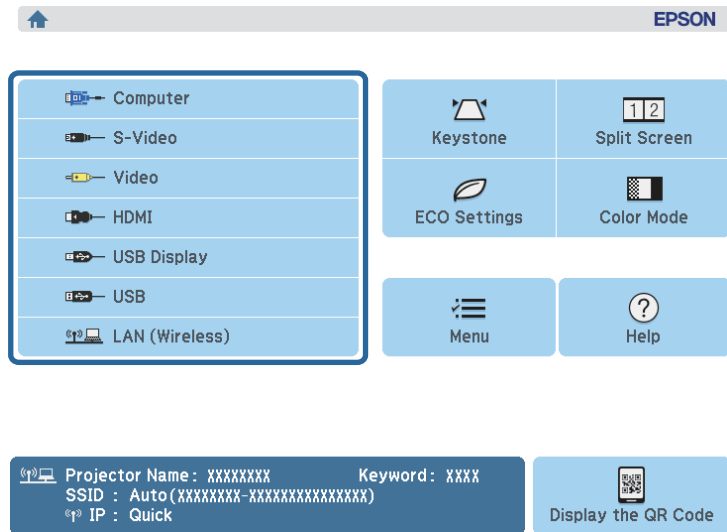 EPSON
Computer
S-Video
Video
HDMI
USB Display
USB
LAN (Wireless)
Keystone
1 2
Split Screen
ECO Settings
Color Mode
Menu
?
Help
Projector Name : XXXXXXXX Keyword : XXXX
SSID : Auto(XXXXXXXX-XXXXXXXXXXXXXXX)
IP : Quick
Display the QR Code